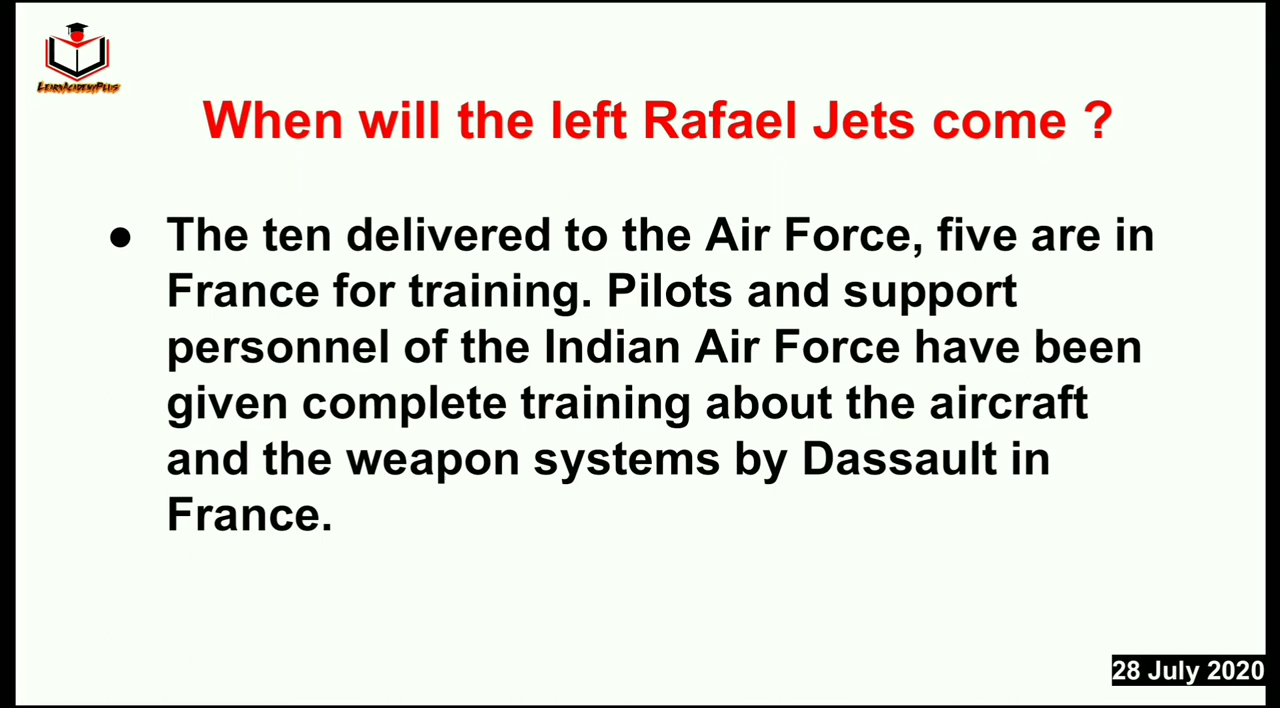 LearnAcademyPlus
When will the left Rafael Jets come ?
● The ten delivered to the Air Force, five are in
France for training. Pilots and support
personnel of the Indian Air Force have been
given complete training about the aircraft
and the weapon systems by Dassault in
France.
28 July 2020